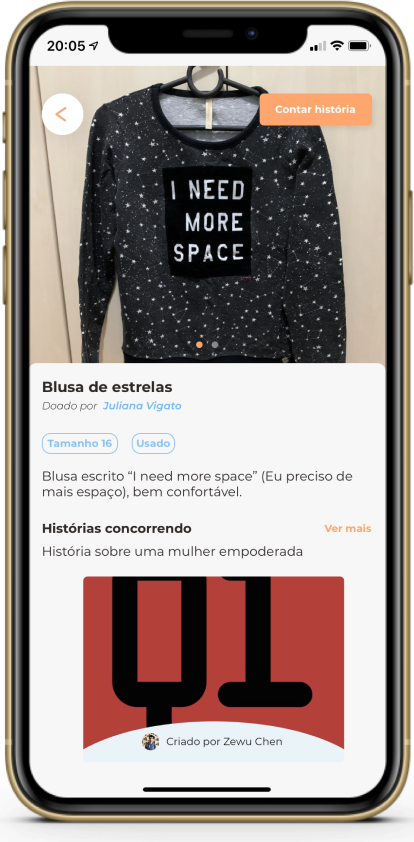 20:05
Contar história
I NEED
MORE
SPACE
Blusa de estrelas
Doado por Juliana Vigato
Tamanho 16
Usado
Blusa escrito “I need more space” (Eu preciso de
mais espaço), bem confortável.
Histórias concorrendo
Ver mais
História sobre uma mulher empoderada
Criado por Zewu Chen